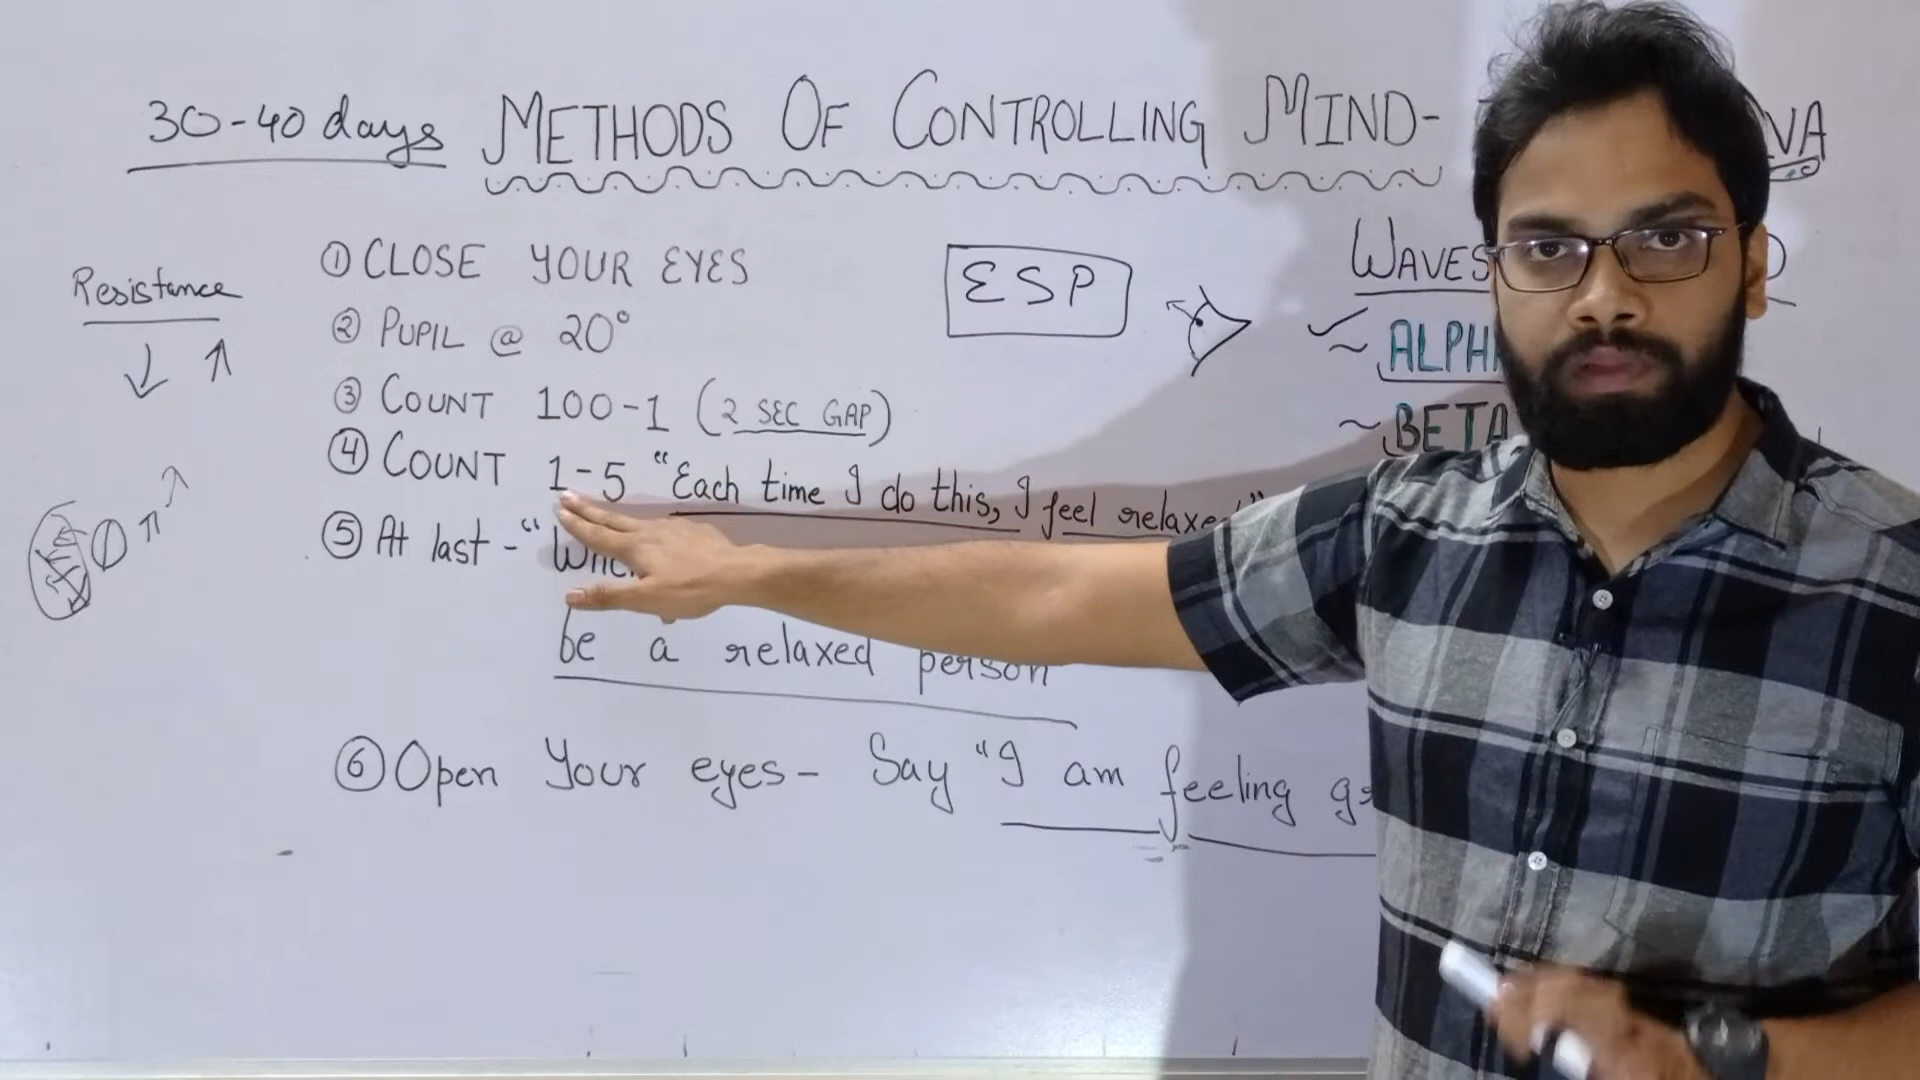 30-40 days METHODS OF CONTROLLING MIND-
Resistance
① CLOSE YOUR EYES
② PUPIL @ 20°
③ COUNT 100-1 (2 SEC GAP)
④ COUNT 1-5 "Each time I do this, I feel relaxed"
⑤ At last - "
be a relaxed person
⑥ Open Your eyes- Say "I am feeling
ESP
WAVES
~ ALPHA
~ BETA